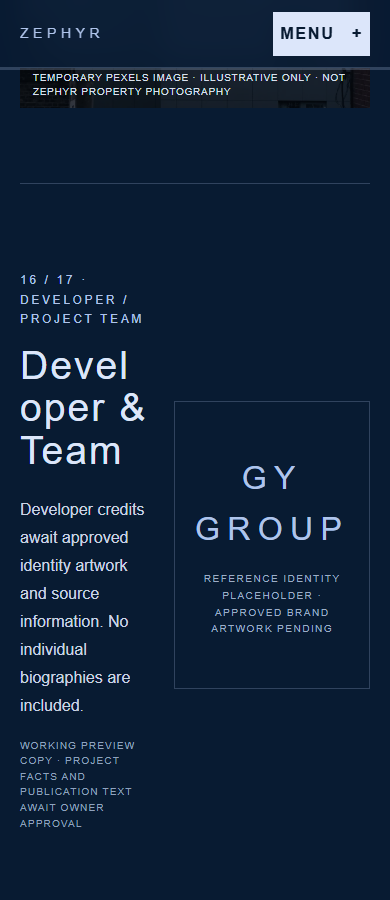 ZEPHYR
MENU +
TEMPORARY PEXELS IMAGE · ILLUSTRATIVE ONLY · NOT
ZEPHYR PROPERTY PHOTOGRAPHY
16 / 17 ·
DEVELOPER /
PROJECT TEAM
Devel
oper &
Team
Developer credits
await approved
identity artwork
and source
information. No
individual
biographies are
included.
WORKING PREVIEW
COPY · PROJECT
FACTS AND
PUBLICATION TEXT
AWAIT OWNER
APPROVAL
GY
GROUP
REFERENCE IDENTITY
PLACEHOLDER ·
APPROVED BRAND
ARTWORK PENDING